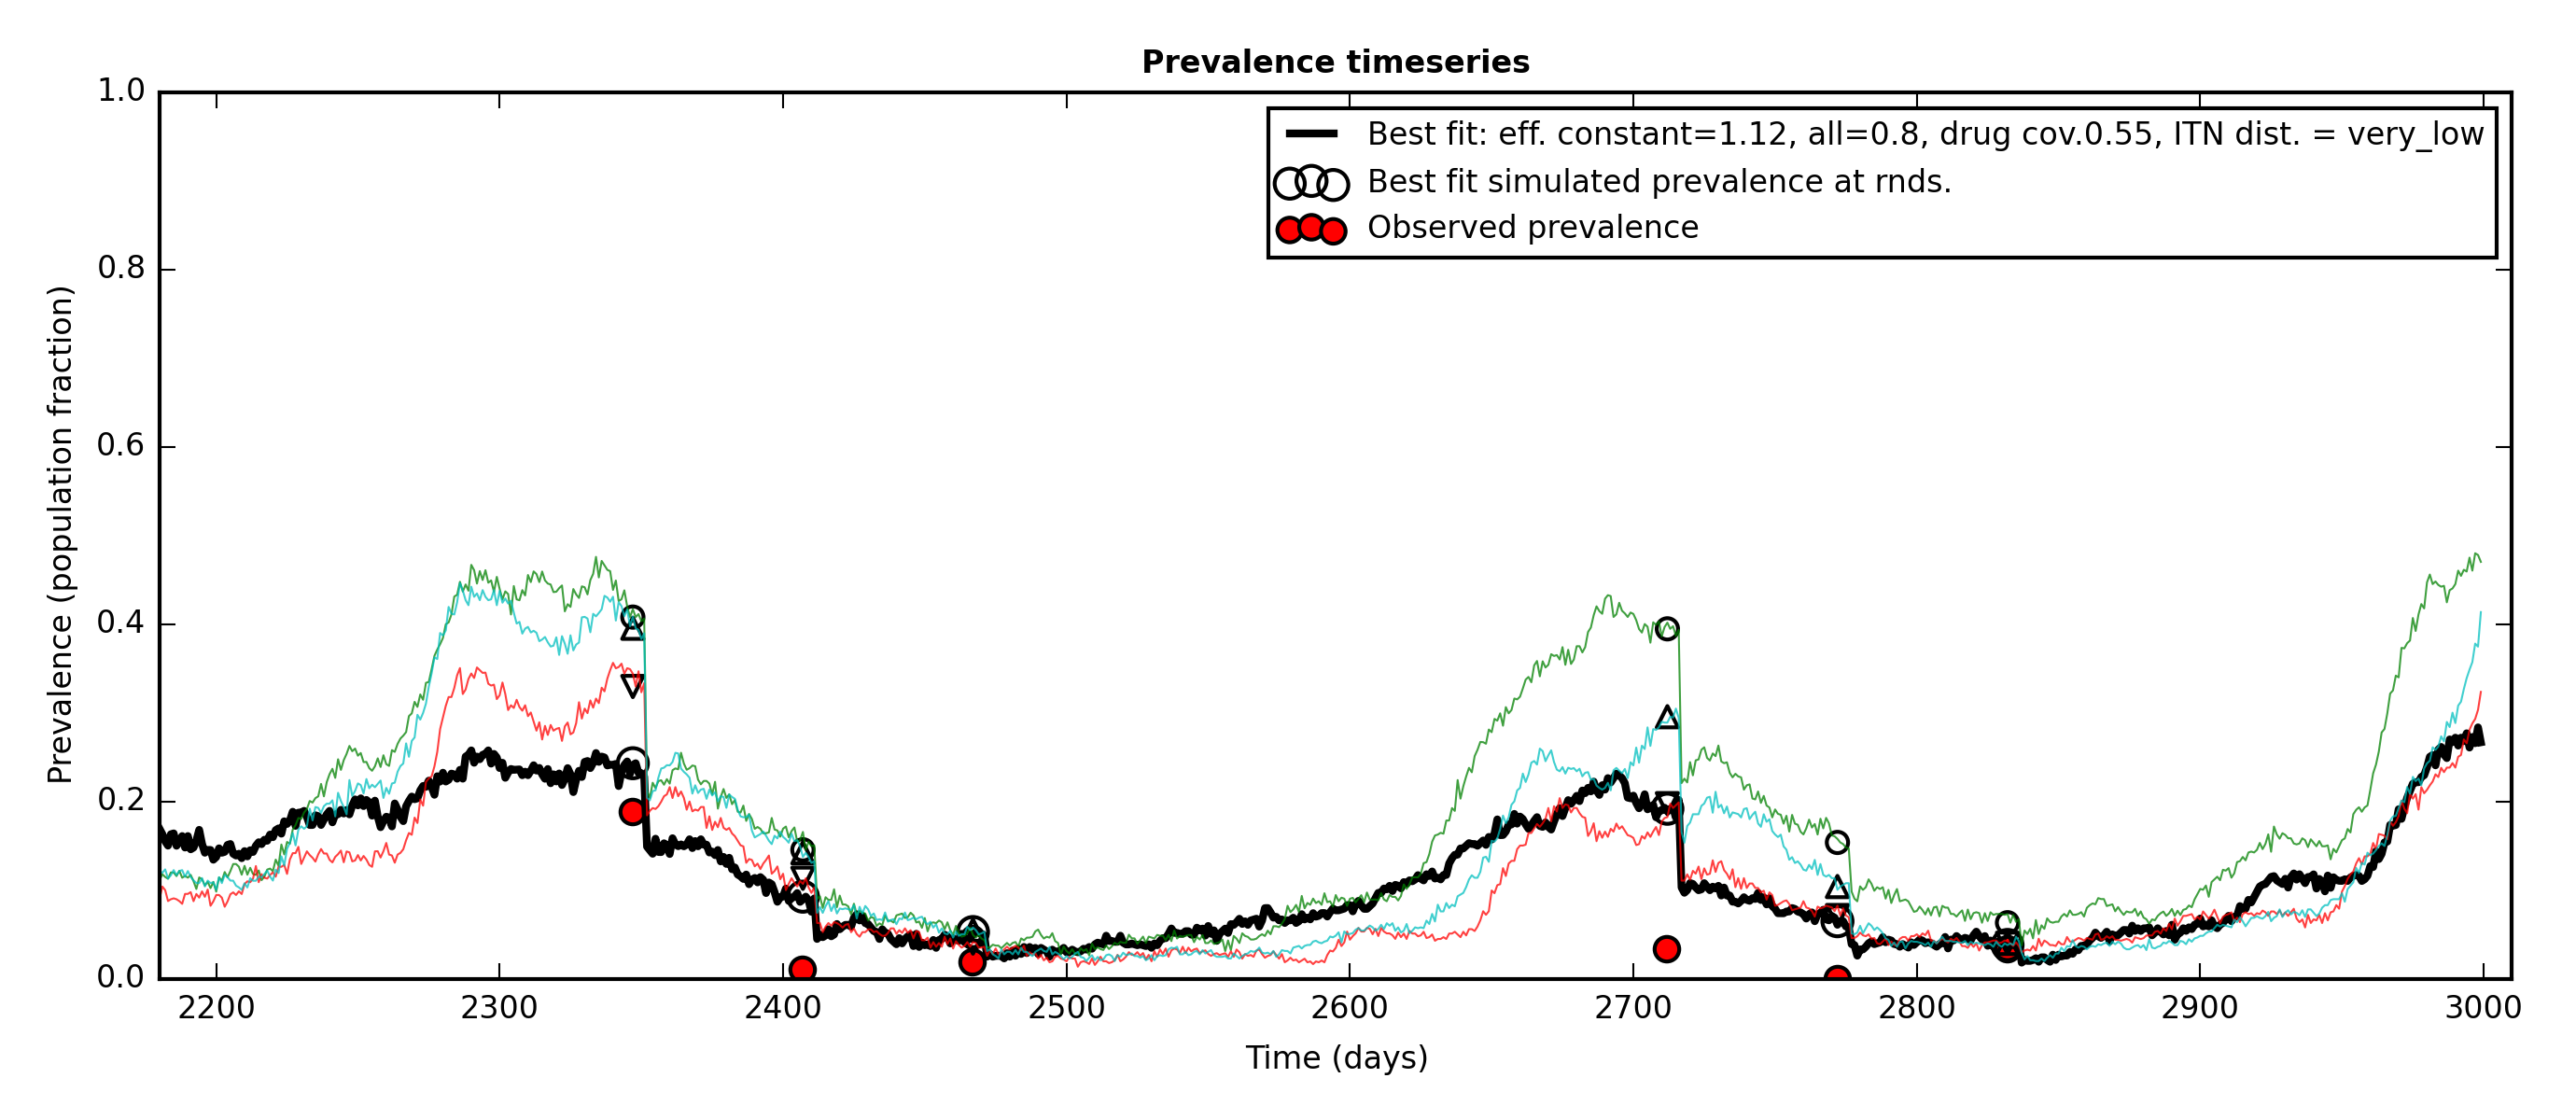 Prevalence timeseries
1.0
0.8
0.6
0.4
0.2
0.0
Prevalence (population fraction)
Best fit: eff. constant=1.12, all=0.8, drug cov.0.55, ITN dist. = very_low
Best fit simulated prevalence at rnds.
Observed prevalence
2200 2300 2400 2500 2600 2700 2800 2900 3000
Time (days)